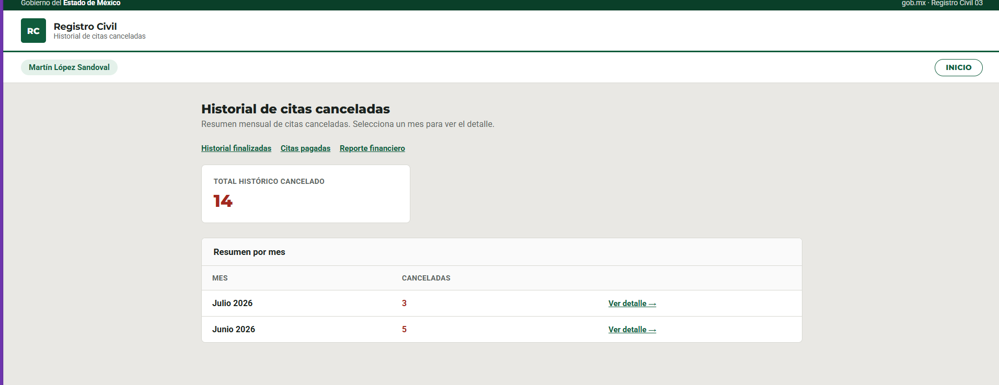 Gobierno del Estado de México
gob.mx · Registro Civil 03
RC
Registro Civil
Historial de citas canceladas
Martín López Sandoval
INICIO
Historial de citas canceladas
Resumen mensual de citas canceladas. Selecciona un mes para ver el detalle.
Historial finalizadas Citas pagadas Reporte financiero
TOTAL HISTÓRICO CANCELADO
14
Resumen por mes
MES CANCELADAS
Julio 2026 3 Ver detalle →
Junio 2026 5 Ver detalle →